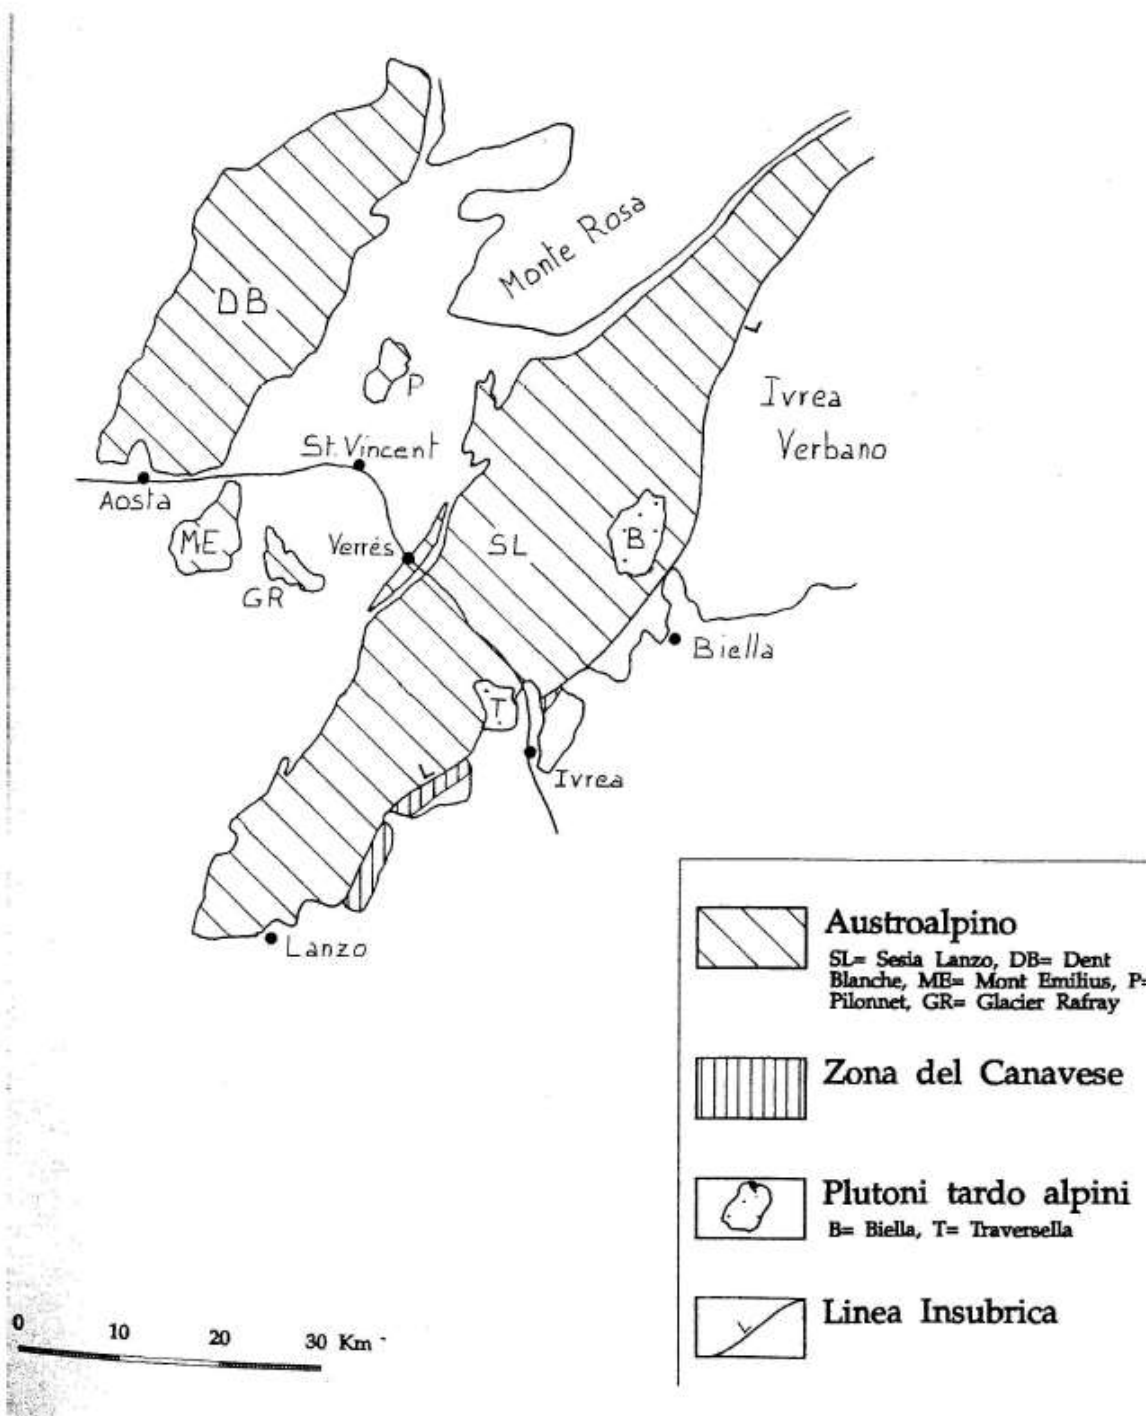 Monte Rosa
DB
P
Ivrea
Verbano
L
St. Vincent
Aosta
ME
Verrés
SL
B
GR
Biella
T
Ivrea
L
Lanzo
Austroalpino
SL= Sesia Lanzo, DB= Dent
Blanche, ME= Mont Emilius, P=
Pilonnet, GR= Glacier Rafray
Zona del Canavese
Plutoni tardo alpini
B= Biella, T= Traversella
L
Linea Insubrica
0 10 20 30 Km